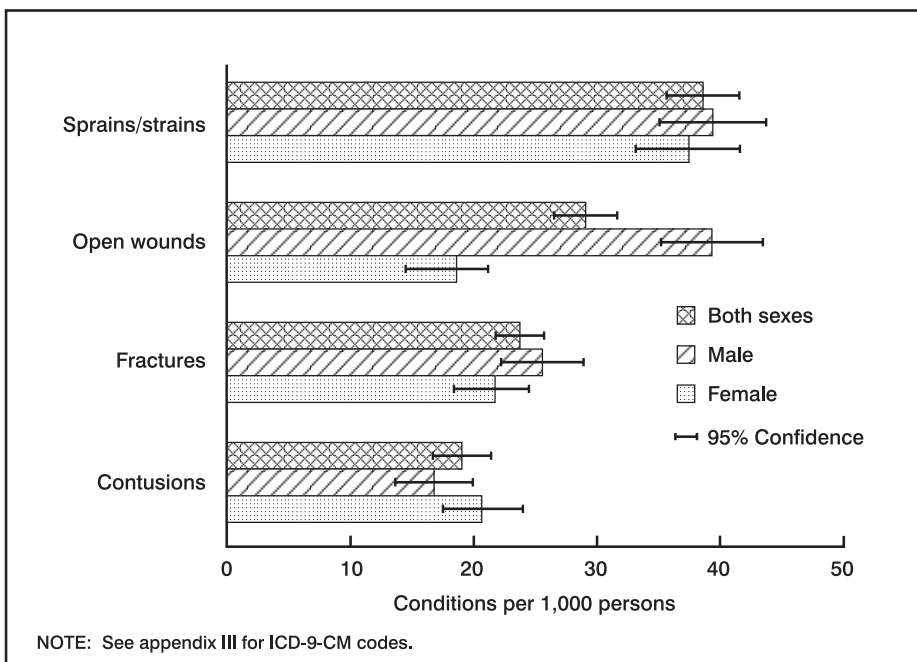 Sprains/strains
Open wounds
Fractures
Contusions
Both sexes
Male
Female
95% Confidence
0 10 20 30 40 50
Conditions per 1,000 persons
NOTE: See appendix III for ICD-9-CM codes.